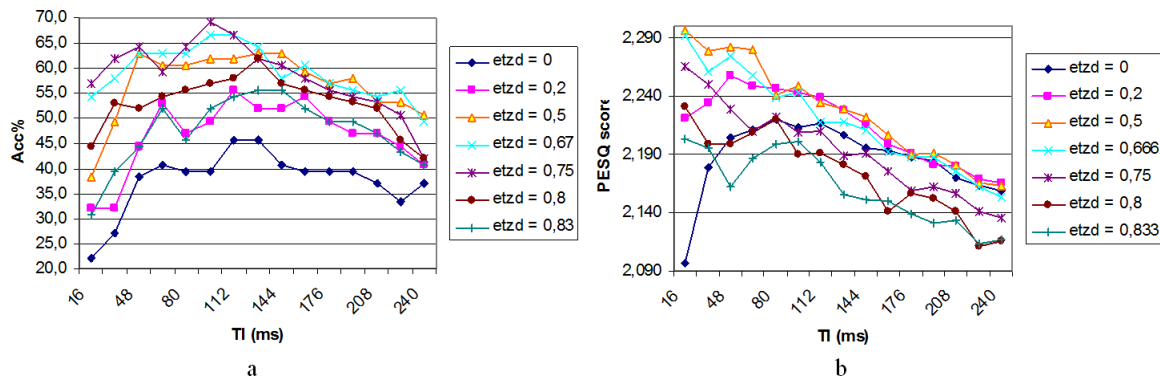 70,0
65,0
60,0
55,0
50,0
45,0
40,0
35,0
30,0
25,0
20,0
Acc%
16 48 80 112 144 176 208 240
TI (ms)
etzd = 0
etzd = 0,2
etzd = 0,5
etzd = 0,67
etzd = 0,75
etzd = 0,8
etzd = 0,83
a
2,290
2,240
2,190
2,140
2,090
PESQ score
16 48 80 112 144 176 208 240
TI (ms)
etzd = 0
etzd = 0,2
etzd = 0,5
etzd = 0,666
etzd = 0,75
etzd = 0,8
etzd = 0,833
b